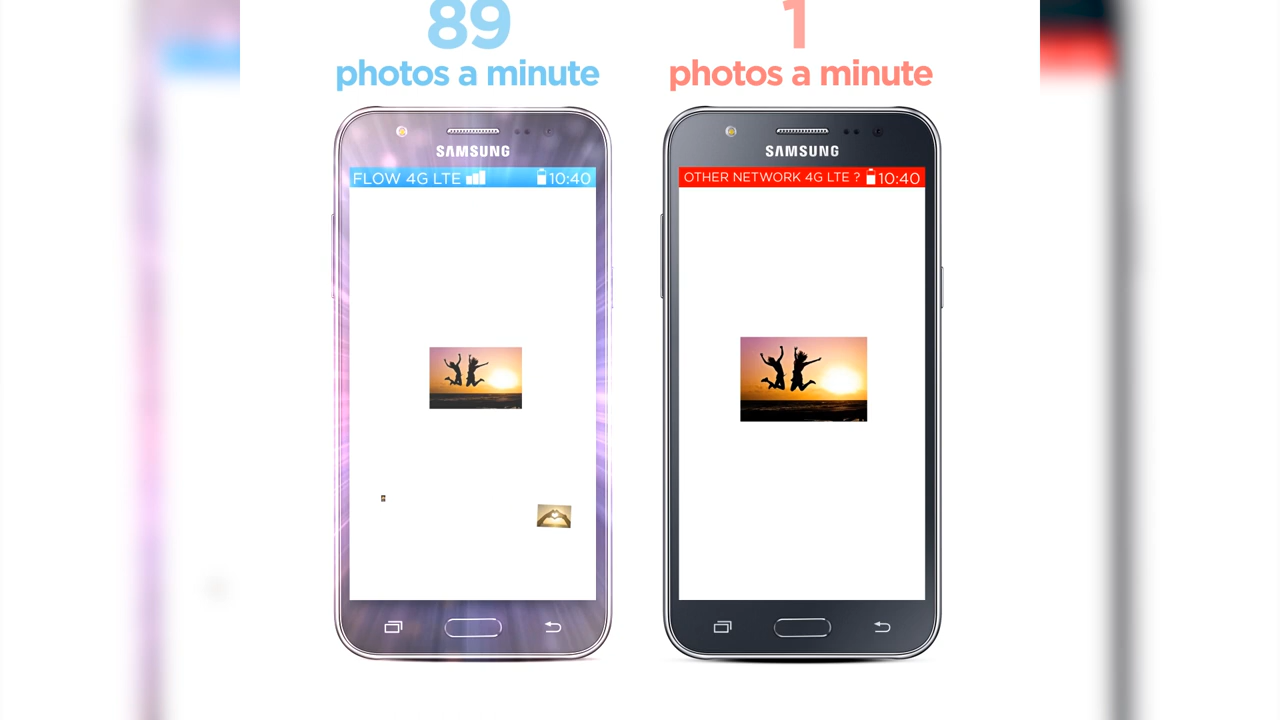 89
photos a minute
SAMSUNG
FLOW 4G LTE 10:40
1
photos a minute
SAMSUNG
OTHER NETWORK 4G LTE ? 10:40